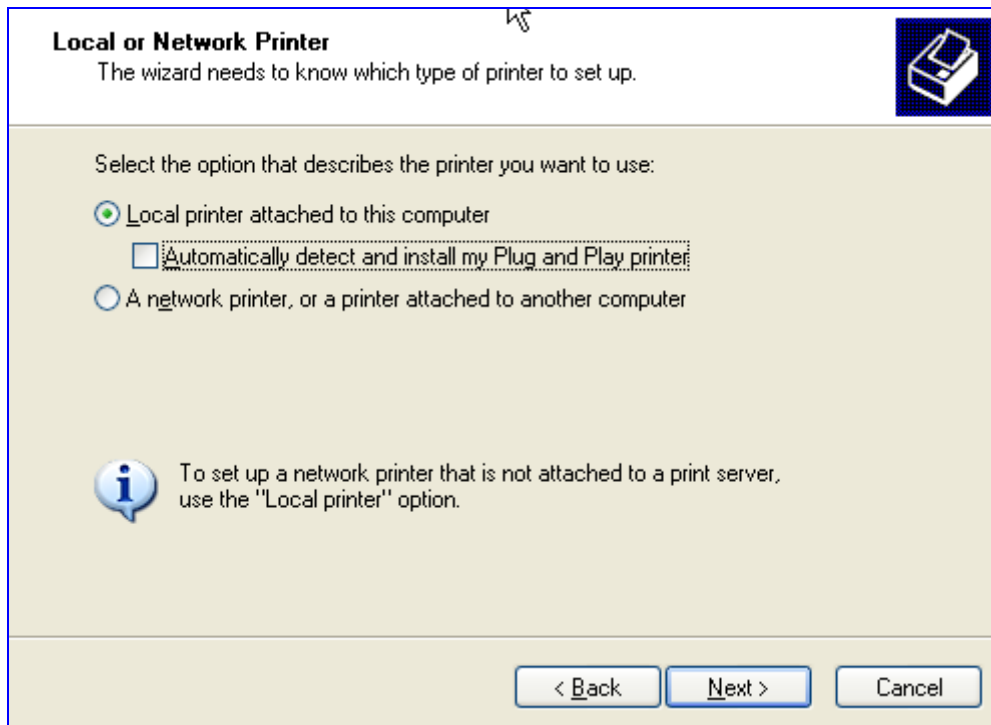 Local or Network Printer
The wizard needs to know which type of printer to set up.
Select the option that describes the printer you want to use:
Local printer attached to this computer
Automatically detect and install my Plug and Play printer
A network printer, or a printer attached to another computer
To set up a network printer that is not attached to a print server,
use the "Local printer" option.
< Back Next > Cancel